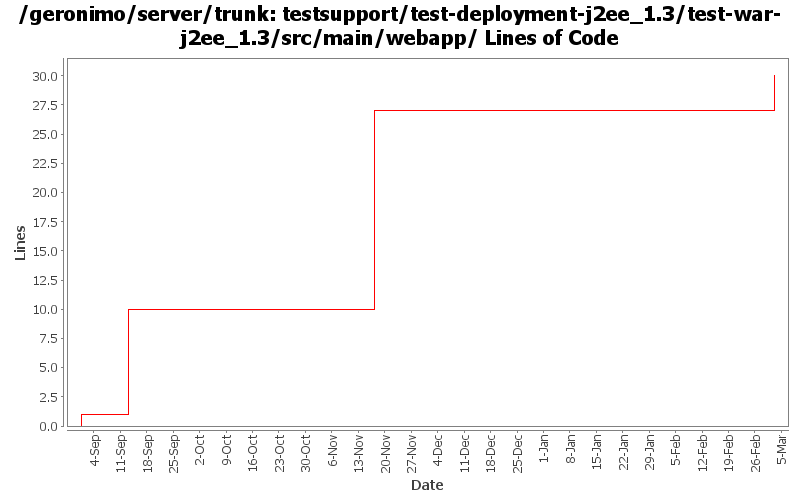 /geronimo/server/trunk: testsupport/test-deployment-j2ee_1.3/test-war-
j2ee_1.3/src/main/webapp/ Lines of Code
30.0
27.5
25.0
22.5
20.0
17.5
15.0
12.5
10.0
7.5
5.0
2.5
0.0
Lines
4-Sep
11-Sep
18-Sep
25-Sep
2-Oct
9-Oct
16-Oct
23-Oct
30-Oct
6-Nov
13-Nov
20-Nov
27-Nov
4-Dec
11-Dec
18-Dec
25-Dec
1-Jan
8-Jan
15-Jan
22-Jan
29-Jan
5-Feb
12-Feb
19-Feb
26-Feb
5-Mar
Date